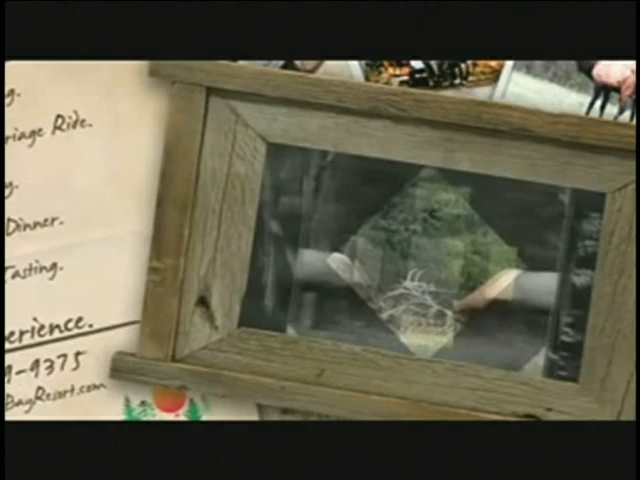 g.
riage Ride.
y.
Dinner.
Tasting.
erience.
9-9375
BayResort.com